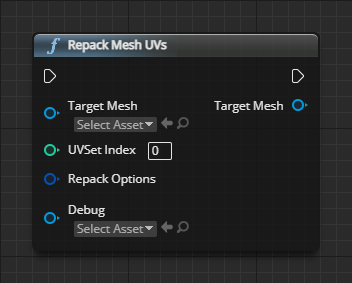 Repack Mesh UVs
Target Mesh
Select Asset
Target Mesh
UVSet Index 0
Repack Options
Debug
Select Asset